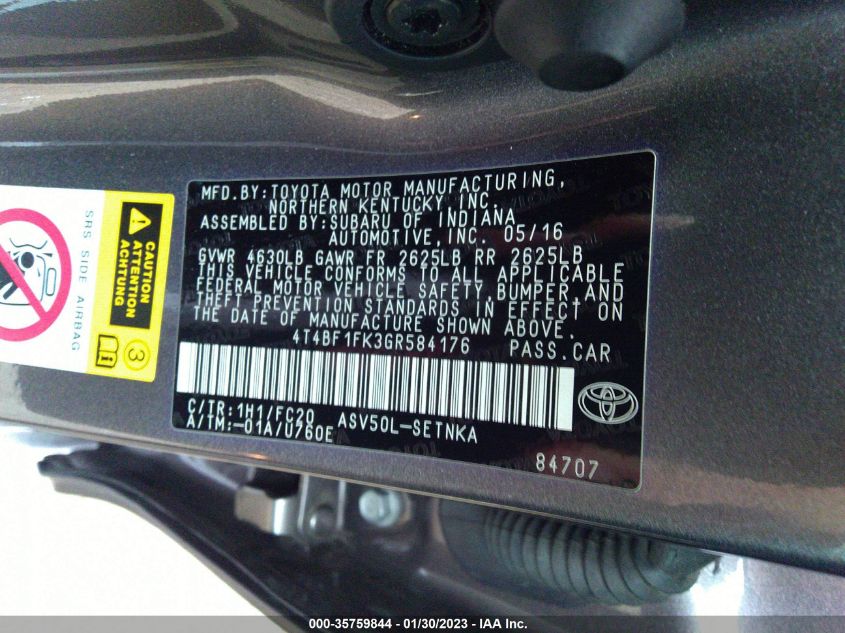 MFD.BY:TOYOTA MOTOR MANUFACTURING,
NORTHERN KENTUCKY INC.
ASSEMBLED BY:SUBARU OF INDIANA
AUTOMOTIVE,INC. 05/16
GVWR 4630LB GAWR FR 2625LB RR 2625LB
THIS VEHICLE CONFORMS TO ALL APPLICABLE
FEDERAL MOTOR VEHICLE SAFETY,BUMPER,AND
THEFT PREVENTION STANDARDS IN EFFECT ON
THE DATE OF MANUFACTURE SHOWN ABOVE.
4T4BF1FK3GR584176 PASS.CAR
C/TR:1H1/FC20 ASV50L-SETNKA
A/TM:-01A/U760E
84707
CAUTION
ATTENTION
ACHTUNG
SRS SIDE AIRBAG
3
000-35759844 / 01/30/2023 - IAA Inc.